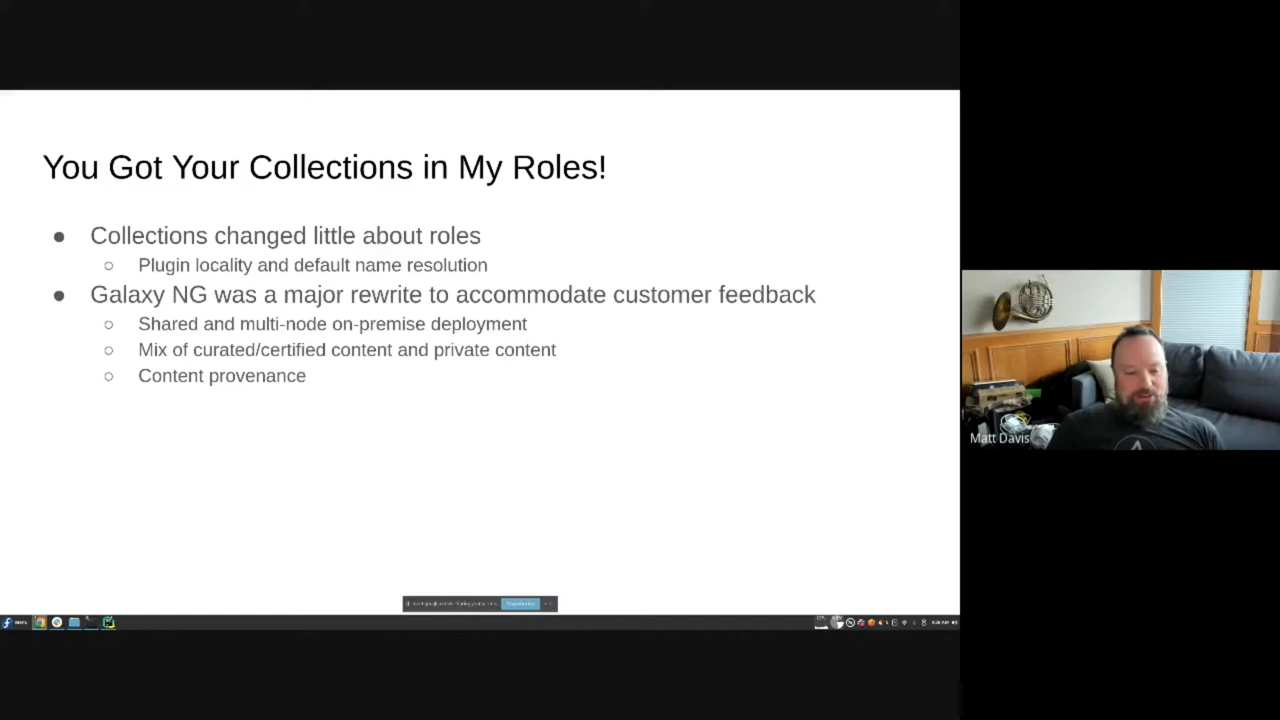 You Got Your Collections in My Roles!
● Collections changed little about roles
○ Plugin locality and default name resolution
● Galaxy NG was a major rewrite to accommodate customer feedback
○ Shared and multi-node on-premise deployment
○ Mix of curated/certified content and private content
○ Content provenance
Matt Davis